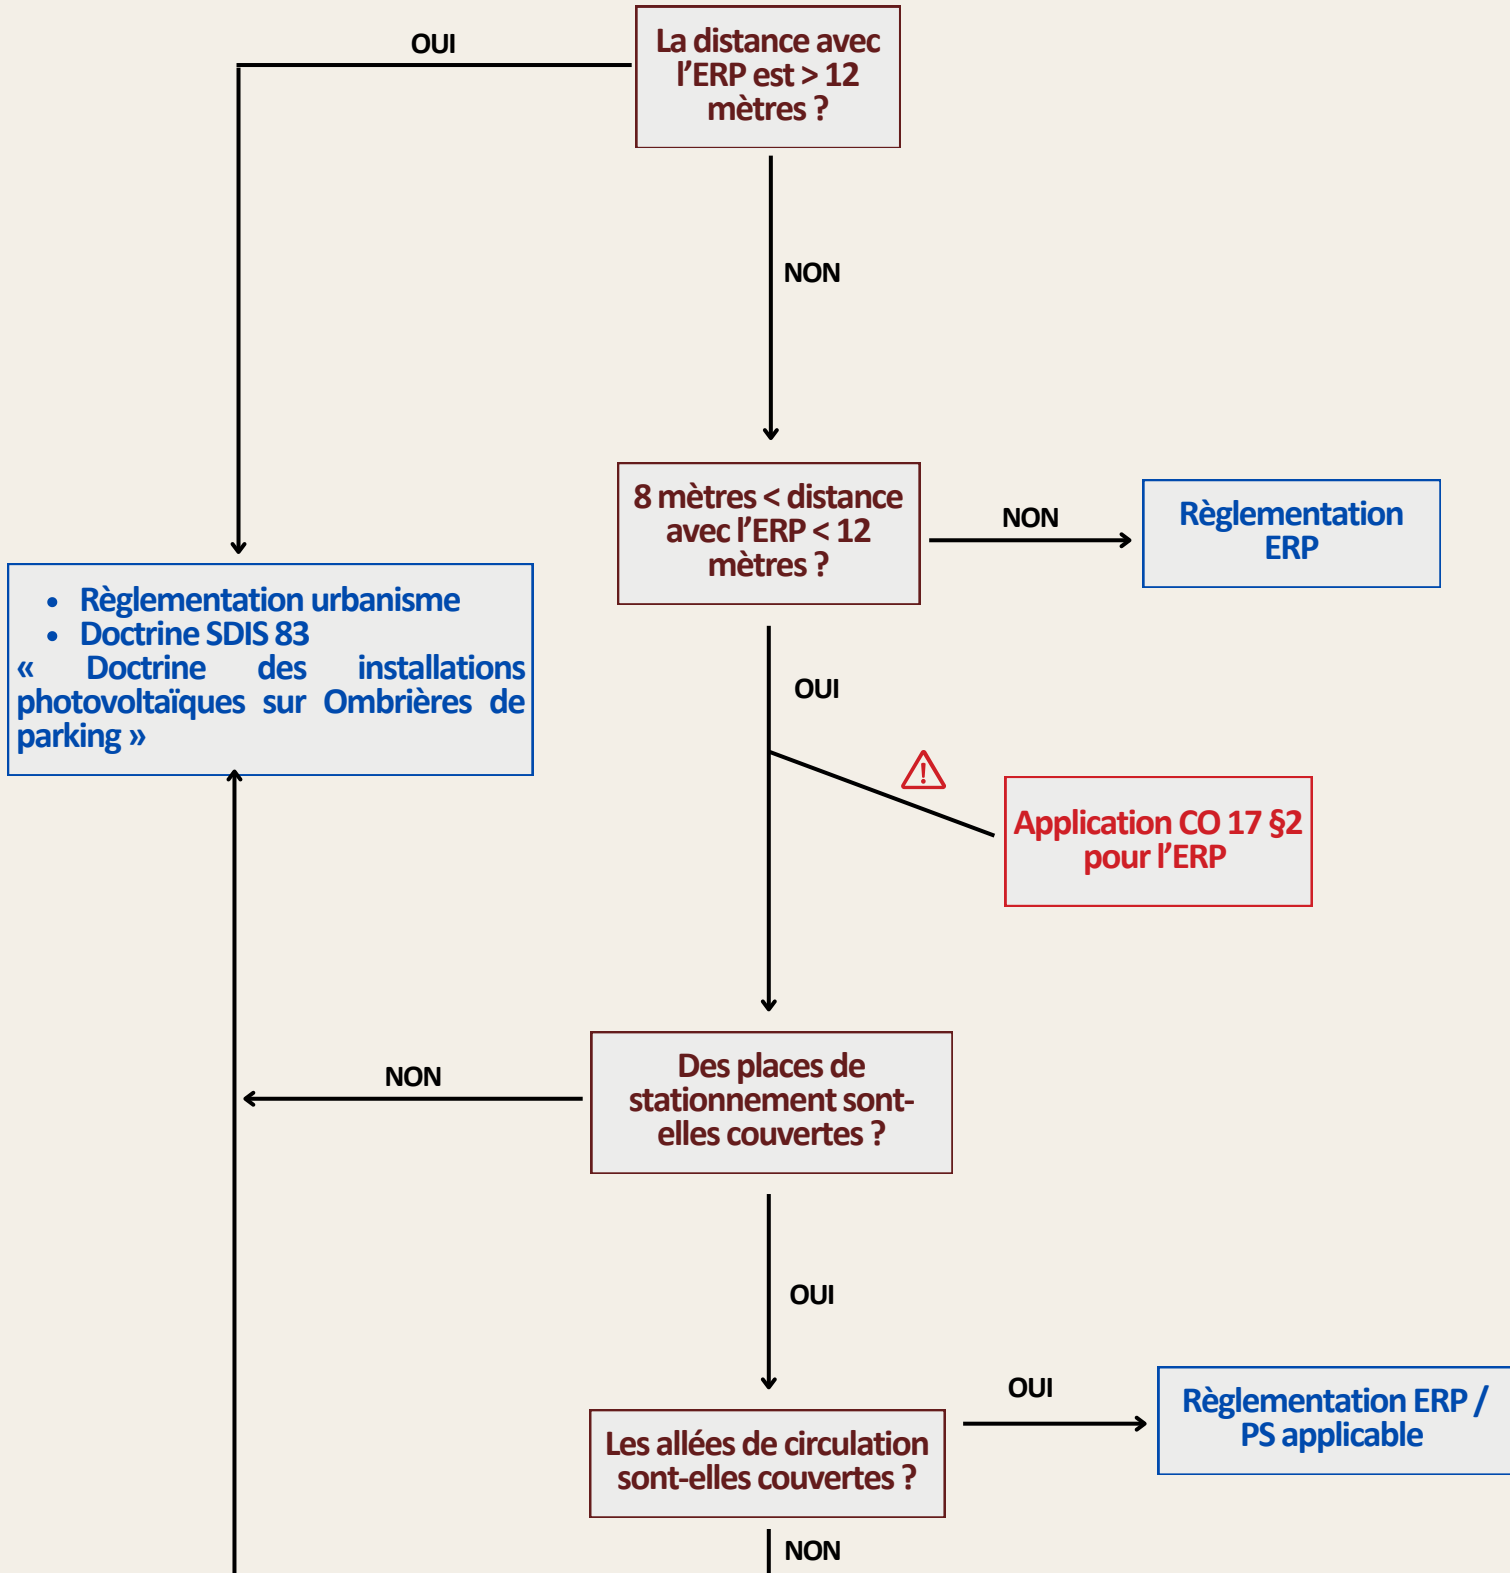 OUI
La distance avec
l’ERP est > 12
mètres ?
NON
8 mètres < distance
avec l’ERP < 12
mètres ?
NON
Règlementation
ERP
• Règlementation urbanisme
• Doctrine SDIS 83
« Doctrine des installations
photovoltaïques sur Ombrières de
parking »
OUI
Application CO 17 §2
pour l’ERP
Des places de
stationnement sont-
elles couvertes ?
NON
OUI
OUI
Règlementation ERP /
PS applicable
Les allées de circulation
sont-elles couvertes ?
NON